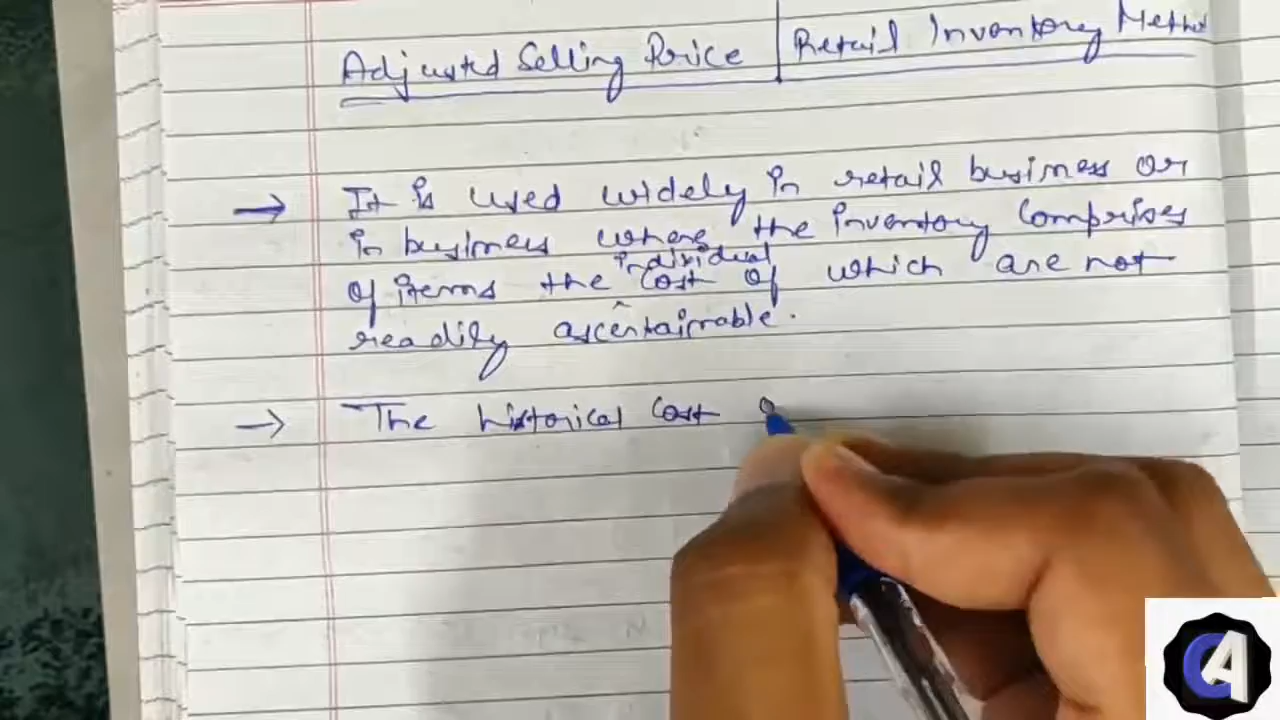 Adjusted Selling Price | Retail Inventory Metho
→ It is used widely in retail business or
in business where the inventory comprises
individual
of items the cost of which are not
readily ascertainable.
→ The historical cost o
CA